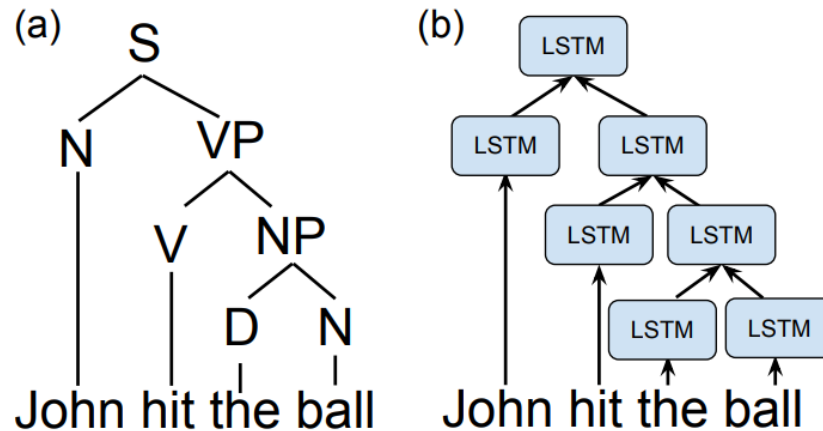 (a)
S
N VP
V NP
D N
John hit the ball
(b)
LSTM
LSTM LSTM
LSTM LSTM
LSTM LSTM
John hit the ball